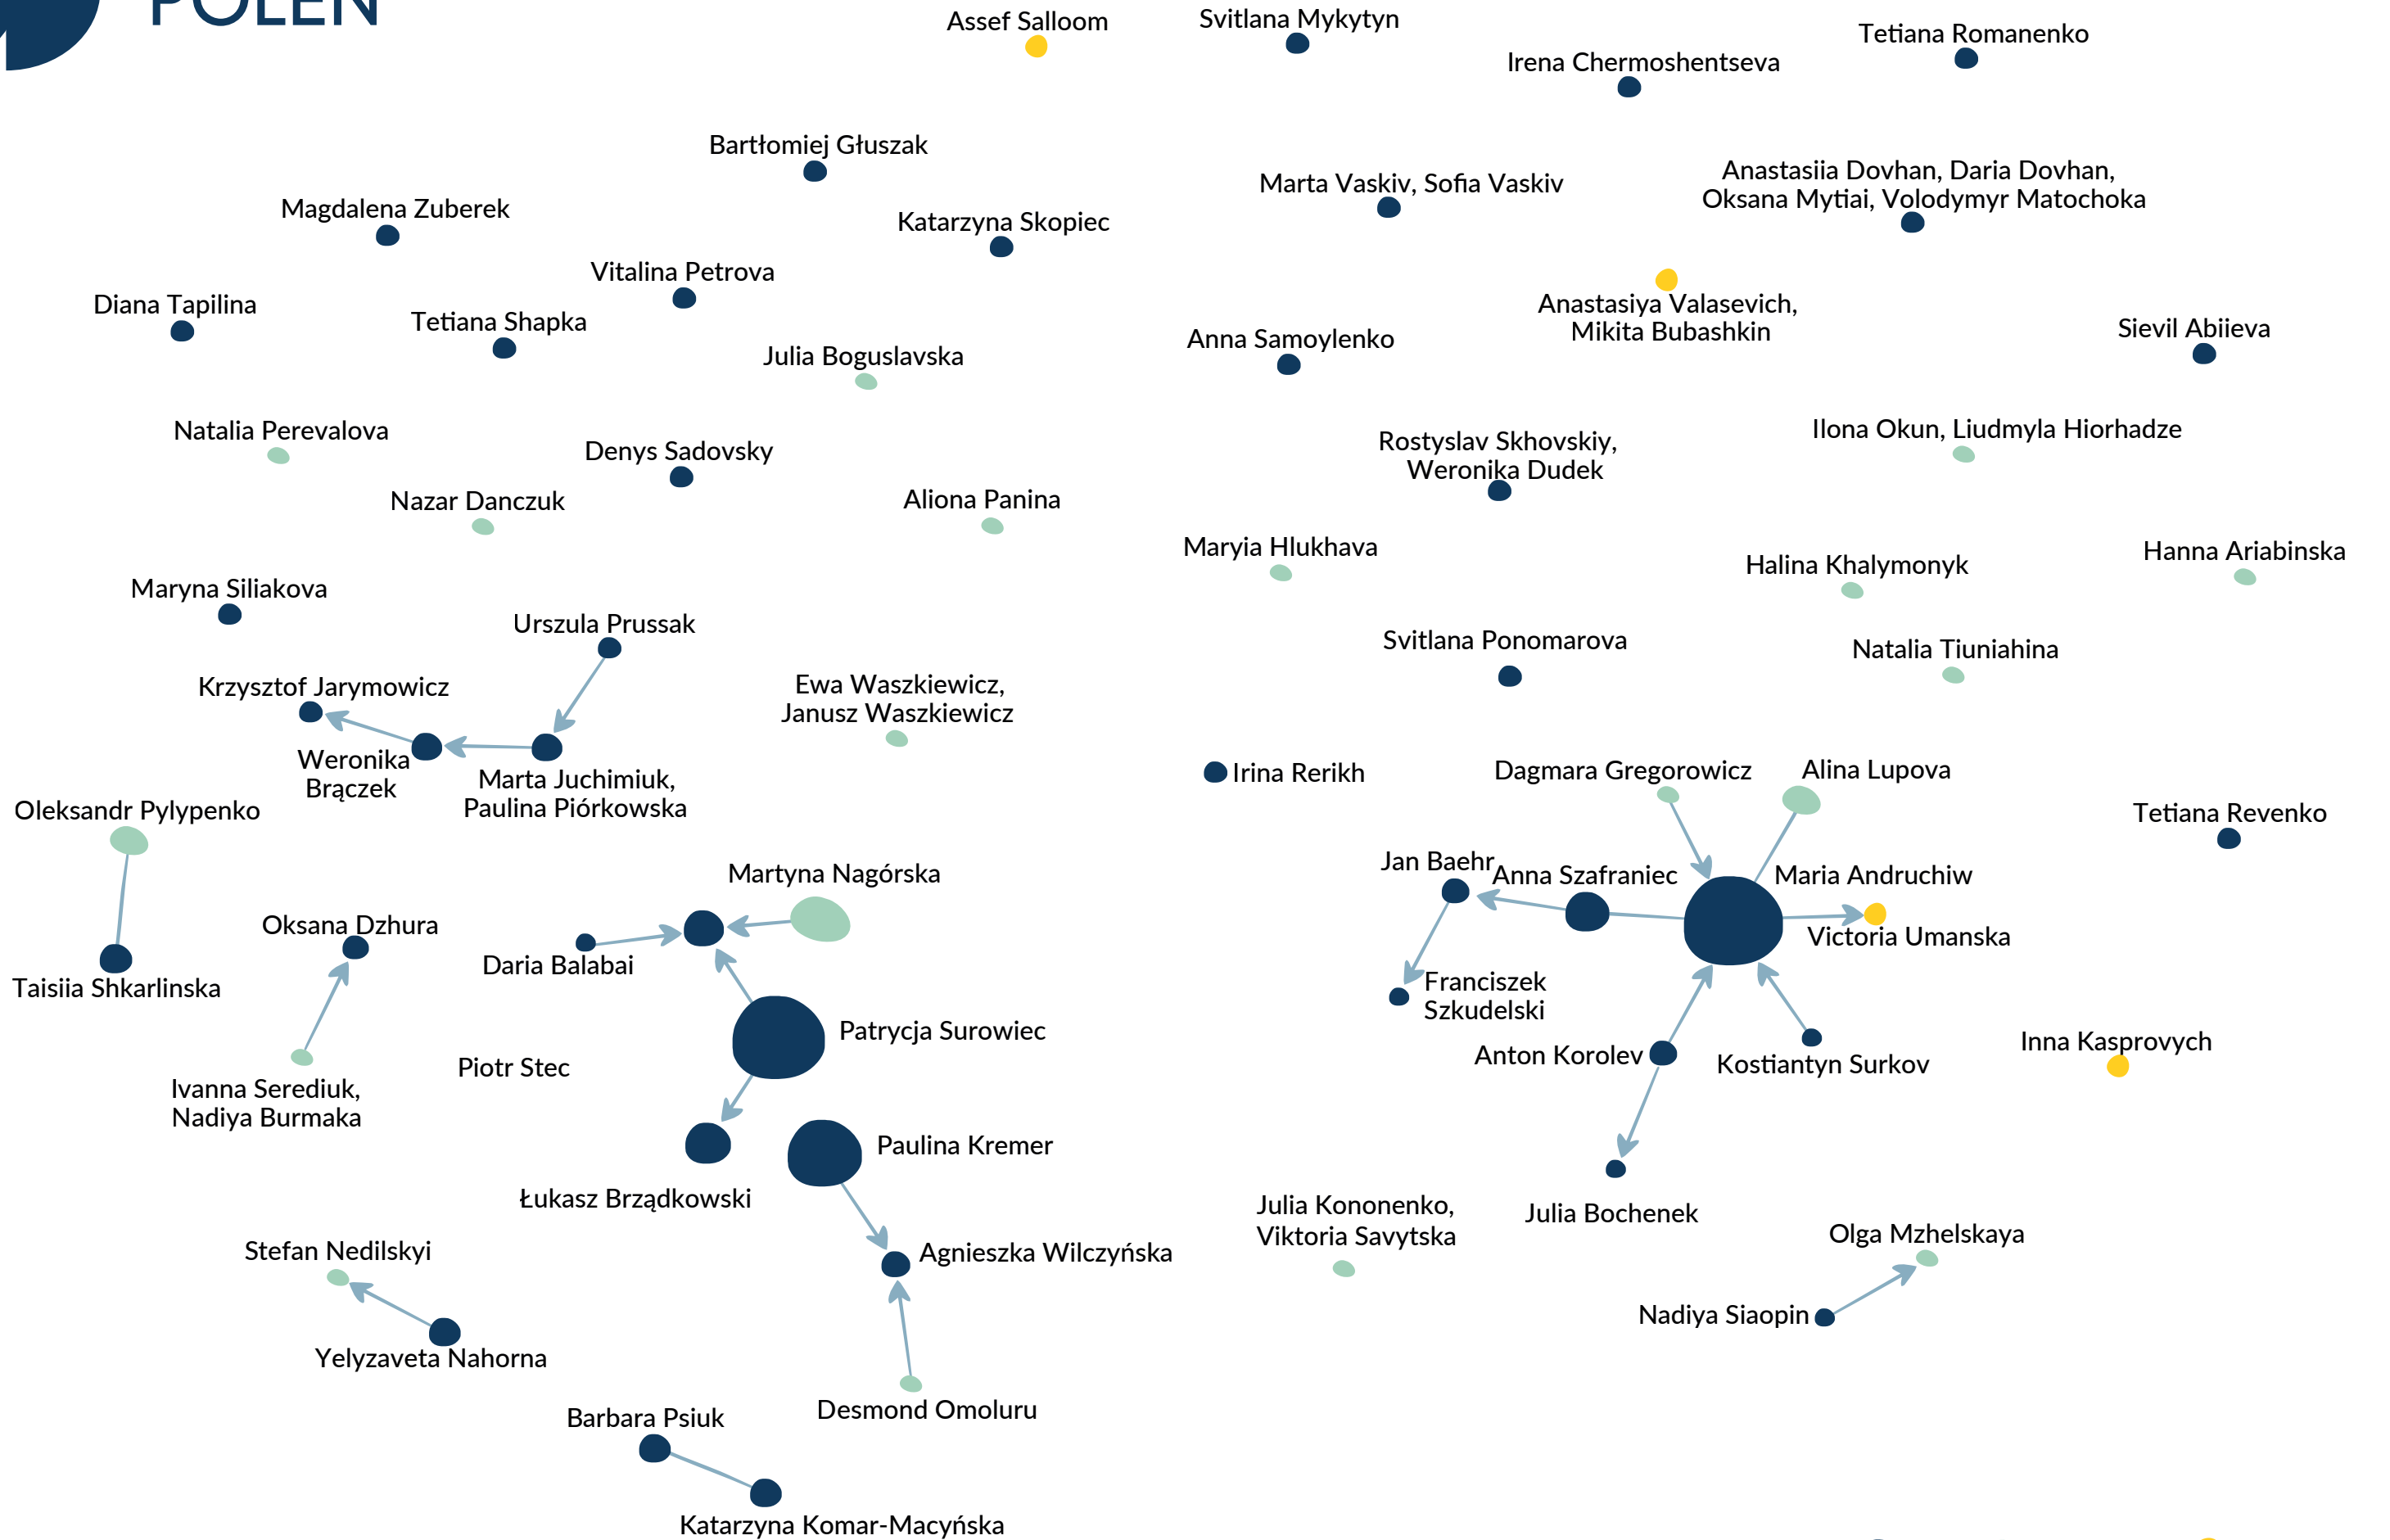 POLEN
Assef Salloom
Svitlana Mykytyn
Tetiana Romanenko
Irena Chermoshentseva
Bartłomiej Głuszak
Marta Vaskiv, Sofia Vaskiv
Anastasiia Dovhan, Daria Dovhan,
Oksana Mytiai, Volodymyr Matochoka
Magdalena Zuberek
Katarzyna Skopiec
Vitalina Petrova
Diana Tapilina
Tetiana Shapka
Anastasiya Valasevich,
Mikita Bubashkin
Anna Samoylenko
Sievil Abiieva
Julia Boguslavska
Natalia Perevalova
Denys Sadovsky
Rostyslav Skhovskiy,
Weronika Dudek
Ilona Okun, Liudmyla Hiorhadze
Nazar Danczuk
Aliona Panina
Maryia Hlukhava
Halina Khalymonyk
Hanna Ariabinska
Maryna Siliakova
Urszula Prussak
Svitlana Ponomarova
Natalia Tiuniahina
Krzysztof Jarymowicz
Ewa Waszkiewicz,
Janusz Waszkiewicz
Weronika
Brączek
Marta Juchimiuk,
Paulina Piórkowska
Irina Rerikh
Dagmara Gregorowicz
Alina Lupova
Oleksandr Pylypenko
Tetiana Revenko
Martyna Nagórska
Jan Baehr
Anna Szafraniec
Maria Andruchiw
Oksana Dzhura
Victoria Umanska
Daria Balabai
Taisiia Shkarlinska
Franciszek
Szkudelski
Patrycja Surowiec
Piotr Stec
Anton Korolev
Kostiantyn Surkov
Inna Kasprovych
Ivanna Serediuk,
Nadiya Burmaka
Paulina Kremer
Łukasz Brządkowski
Julia Kononenko,
Viktoria Savytska
Julia Bochenek
Olga Mzhelskaya
Stefan Nedilskyi
Agnieszka Wilczyńska
Nadiya Siaopin
Yelyzaveta Nahorna
Desmond Omoluru
Barbara Psiuk
Katarzyna Komar-Macyńska